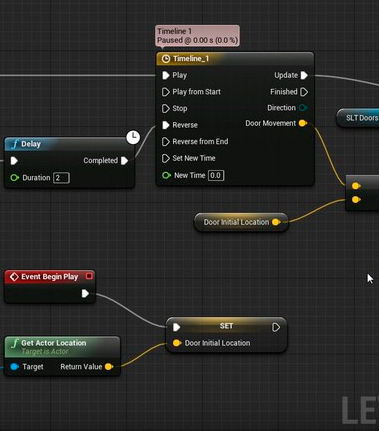 Timeline 1
Paused @ 0.00 s (0.0 %)
Timeline_1
Play
Update
Play from Start
Finished
Stop
Direction
SLT Doors
Delay
Reverse
Door Movement
Completed
Reverse from End
Duration 2
Set New Time
New Time 0.0
Door Initial Location
Event Begin Play
SET
Get Actor Location
Target is Actor
Door Initial Location
Target
Return Value
LE